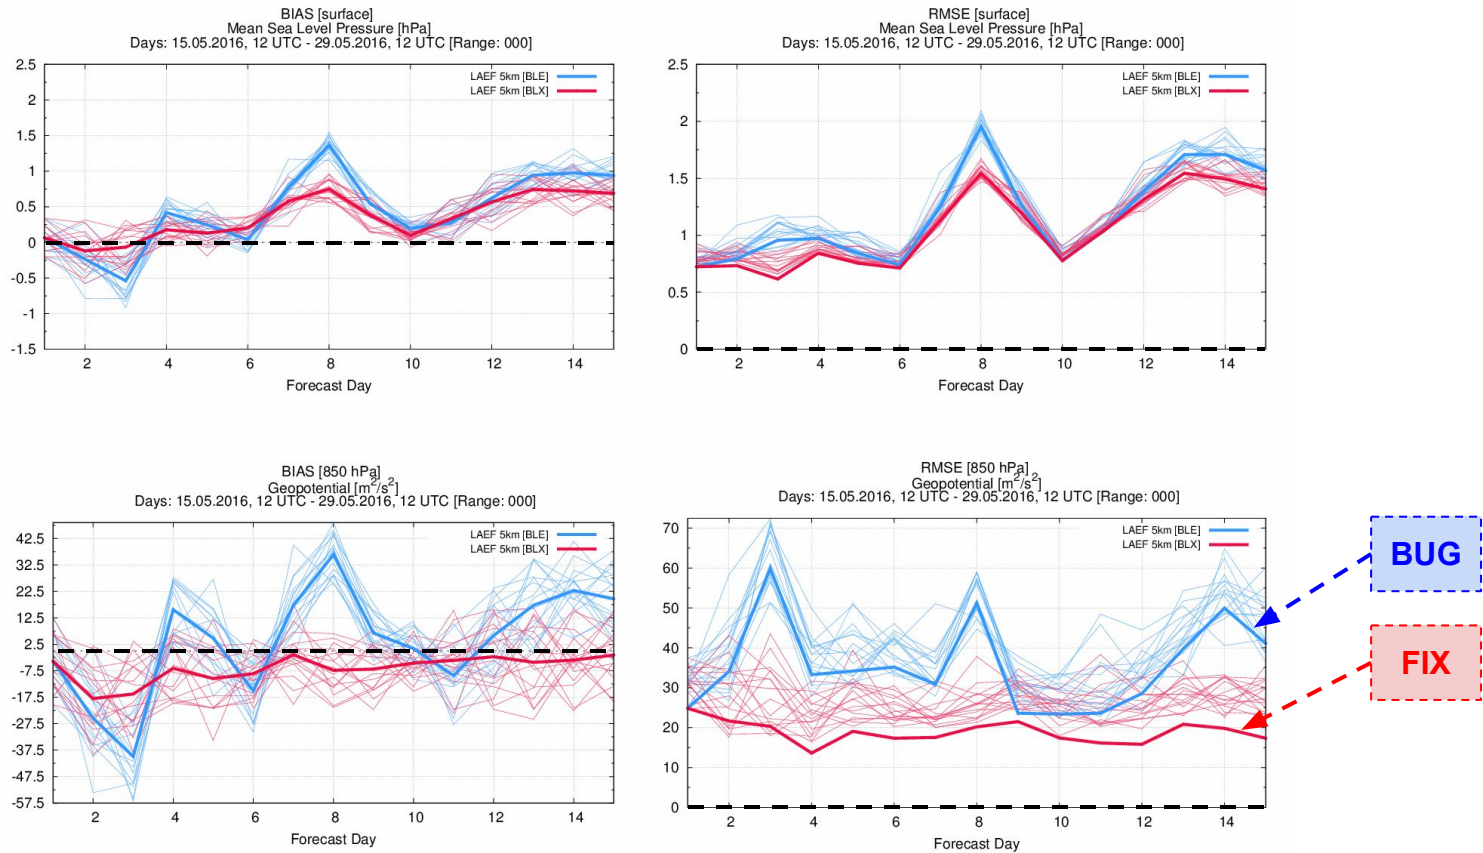 BIAS [surface]
Mean Sea Level Pressure [hPa]
Days: 15.05.2016, 12 UTC - 29.05.2016, 12 UTC [Range: 000]
LAEF 5km [BLE]
LAEF 5km [BLX]
2.5
2
1.5
1
0.5
0
-0.5
-1
-1.5
2 4 6 8 10 12 14
Forecast Day
RMSE [surface]
Mean Sea Level Pressure [hPa]
Days: 15.05.2016, 12 UTC - 29.05.2016, 12 UTC [Range: 000]
LAEF 5km [BLE]
LAEF 5km [BLX]
2.5
2
1.5
1
0.5
0
2 4 6 8 10 12 14
Forecast Day
BIAS [850 hPa]
Geopotential [m²/s²]
Days: 15.05.2016, 12 UTC - 29.05.2016, 12 UTC [Range: 000]
LAEF 5km [BLE]
LAEF 5km [BLX]
42.5
32.5
22.5
12.5
2.5
-7.5
-17.5
-27.5
-37.5
-47.5
-57.5
2 4 6 8 10 12 14
Forecast Day
RMSE [850 hPa]
Geopotential [m²/s²]
Days: 15.05.2016, 12 UTC - 29.05.2016, 12 UTC [Range: 000]
LAEF 5km [BLE]
LAEF 5km [BLX]
70
60
50
40
30
20
10
0
2 4 6 8 10 12 14
Forecast Day
BUG
FIX